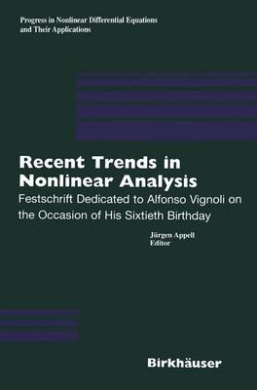 Progress in Nonlinear Differential Equations
and Their Applications
Recent Trends in
Nonlinear Analysis
Festschrift Dedicated to Alfonso Vignoli on
the Occasion of His Sixtieth Birthday
Jürgen Appell
Editor
Birkhäuser